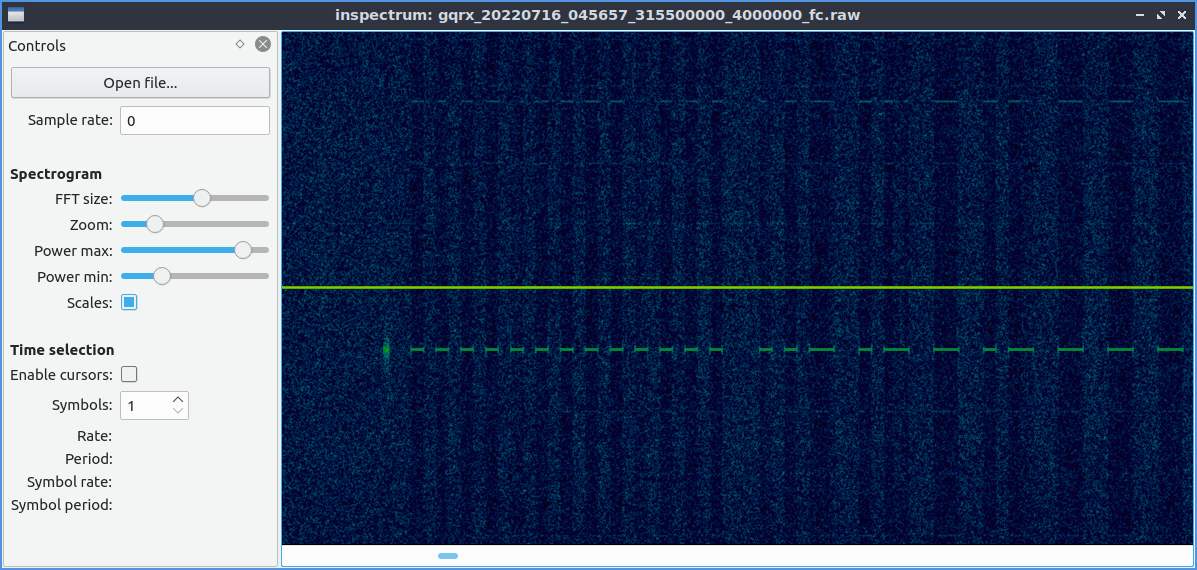 inspectrum: gqrx_20220716_045657_315500000_4000000_fc.raw
Controls
Open file...
Sample rate: 0
Spectrogram
FFT size:
Zoom:
Power max:
Power min:
Scales:
Time selection
Enable cursors:
Symbols: 1
Rate:
Period:
Symbol rate:
Symbol period: